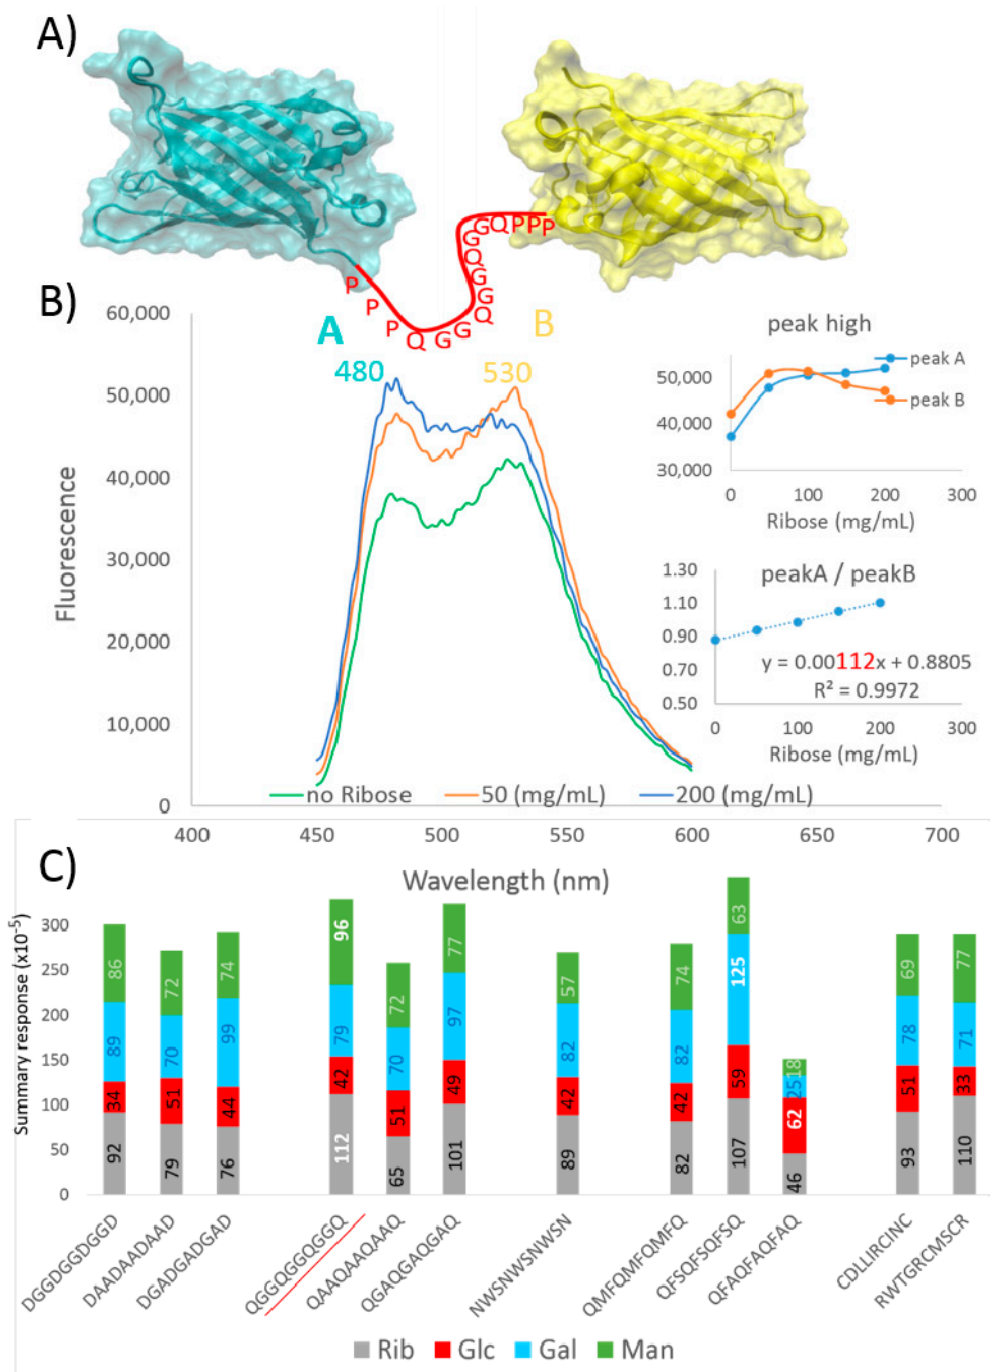 A)
P P P Q G G Q G G Q G G Q P P P
B)
A
480
B
530
60,000
50,000
40,000
30,000
20,000
10,000
0
Fluorescence
400 450 500 550 600 650 700
Wavelength (nm)
no Ribose 50 (mg/mL) 200 (mg/mL)
peak high
peak A
peak B
50,000
40,000
30,000
0 100 200 300
Ribose (mg/mL)
peakA / peakB
1.30
1.10
0.90
0.70
0.50
y = 0.00112x + 0.8805
R² = 0.9972
0 100 200 300
Ribose (mg/mL)
C)
Summary response (x10⁻⁵)
300
250
200
150
100
50
0
86 72 74 96 72 77 57 74 63 18 69 77
89 70 99 79 70 97 82 82 125 25 78 71
34 51 44 42 51 49 42 42 59 62 51 33
92 79 76 112 65 101 89 82 107 46 93 110
DGGDGGDGGD
DAADAADAAD
DGADGADGAD
QGGQGGQGGQ
QAAQAAQAAQ
QGAQGAQGAQ
NWSNWSNWSN
QMFQMFQMFQ
QFSQFSQFSQ
QFAQFAQFAQ
CDLLIRCINC
RWTGRCMSCR
Rib Glc Gal Man